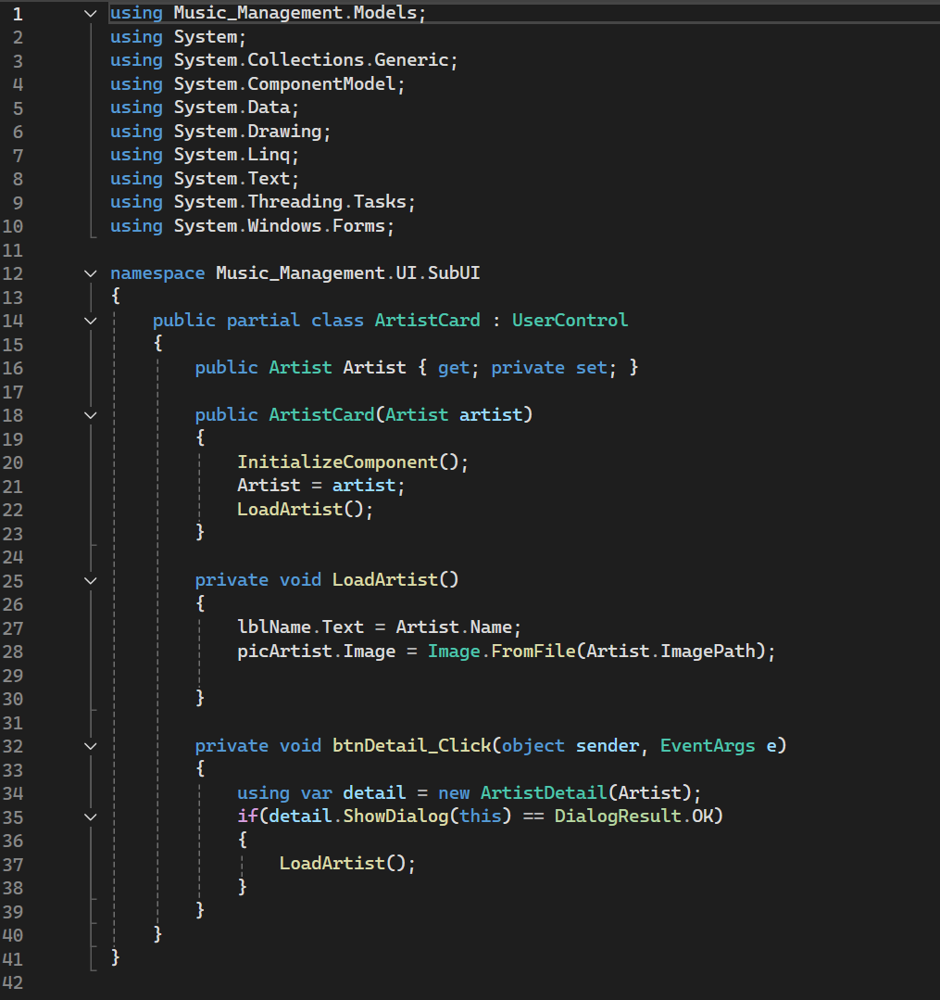 1 using Music_Management.Models;
2 using System;
3 using System.Collections.Generic;
4 using System.ComponentModel;
5 using System.Data;
6 using System.Drawing;
7 using System.Linq;
8 using System.Text;
9 using System.Threading.Tasks;
10 using System.Windows.Forms;
11
12 namespace Music_Management.UI.SubUI
13 {
14     public partial class ArtistCard : UserControl
15     {
16         public Artist Artist { get; private set; }
17
18         public ArtistCard(Artist artist)
19         {
20             InitializeComponent();
21             Artist = artist;
22             LoadArtist();
23         }
24
25         private void LoadArtist()
26         {
27             lblName.Text = Artist.Name;
28             picArtist.Image = Image.FromFile(Artist.ImagePath);
29
30         }
31
32         private void btnDetail_Click(object sender, EventArgs e)
33         {
34             using var detail = new ArtistDetail(Artist);
35             if(detail.ShowDialog(this) == DialogResult.OK)
36             {
37                 LoadArtist();
38             }
39         }
40     }
41 }
42